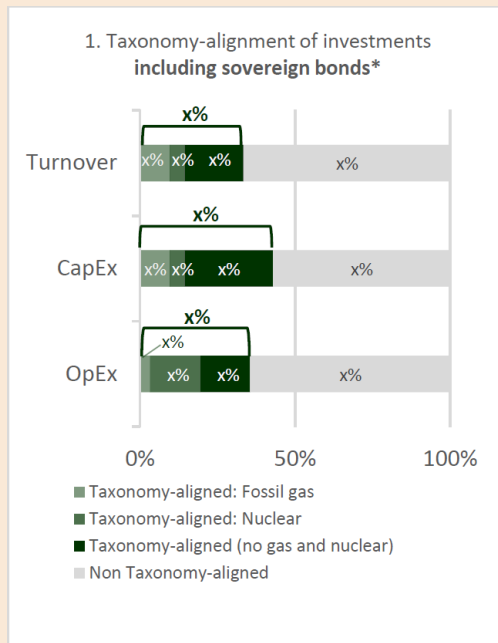 1. Taxonomy-alignment of investments
including sovereign bonds*
x%
Turnover
x% x% x% x%
x%
CapEx
x% x% x% x%
x%
x%
OpEx
x% x% x%
0% 50% 100%
Taxonomy-aligned: Fossil gas
Taxonomy-aligned: Nuclear
Taxonomy-aligned (no gas and nuclear)
Non Taxonomy-aligned